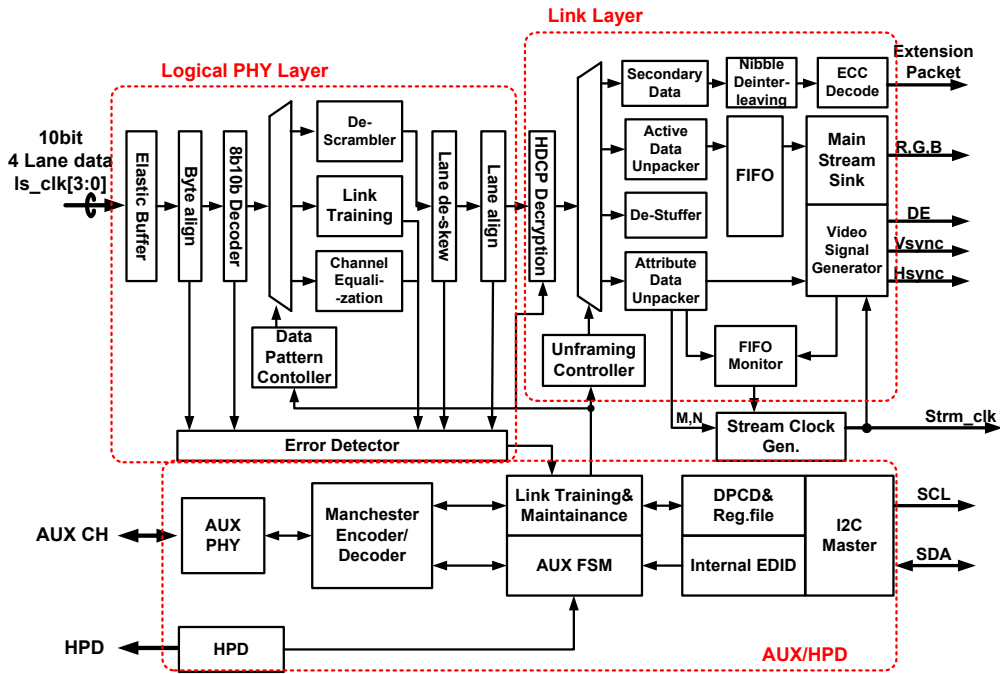 Link Layer
Logical PHY Layer
Extension
Packet
10bit
4 Lane data
ls_clk[3:0]
Elastic Buffer
Byte align
8b10b Decoder
De-
Scrambler
Link
Training
Channel
Equali-
-zation
Data
Pattern
Contoller
Lane de-skew
Lane align
HDCP Decryption
Secondary
Data
Nibble
Deinter-
leaving
ECC
Decode
Active
Data
Unpacker
FIFO
Main
Stream
Sink
R,G,B
De-Stuffer
DE
Video
Signal
Generator
Vsync
Hsync
Attribute
Data
Unpacker
Unframing
Controller
FIFO
Monitor
M,N
Stream Clock
Gen.
Strm_clk
Error Detector
AUX CH
AUX
PHY
Manchester
Encoder/
Decoder
Link Training&
Maintainance
AUX FSM
DPCD&
Reg.file
Internal EDID
I2C
Master
SCL
SDA
HPD
HPD
AUX/HPD